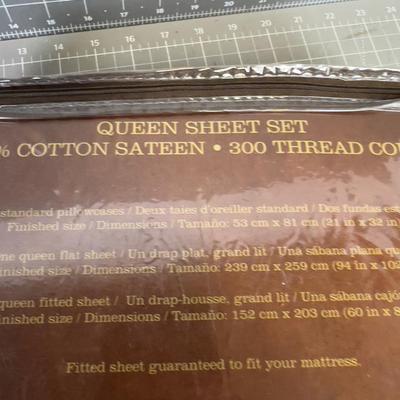 13 14 15 16 17 18 19 20 21 22 23 24
QUEEN SHEET SET
% COTTON SATEEN • 300 THREAD COU
standard pillowcases / Deux taies d'oreiller standard / Dos fundas est
Finished size / Dimensions / Tamaño: 53 cm x 81 cm (21 in x 32 in)
ne queen flat sheet / Un drap plat, grand lit / Una sábana plana qu
inished size / Dimensions / Tamaño: 239 cm x 259 cm (94 in x 102
queen fitted sheet / Un drap-housse, grand lit / Una sábana cajó
inished size / Dimensions / Tamaño: 152 cm x 203 cm (60 in x 8
Fitted sheet guaranteed to fit your mattress.